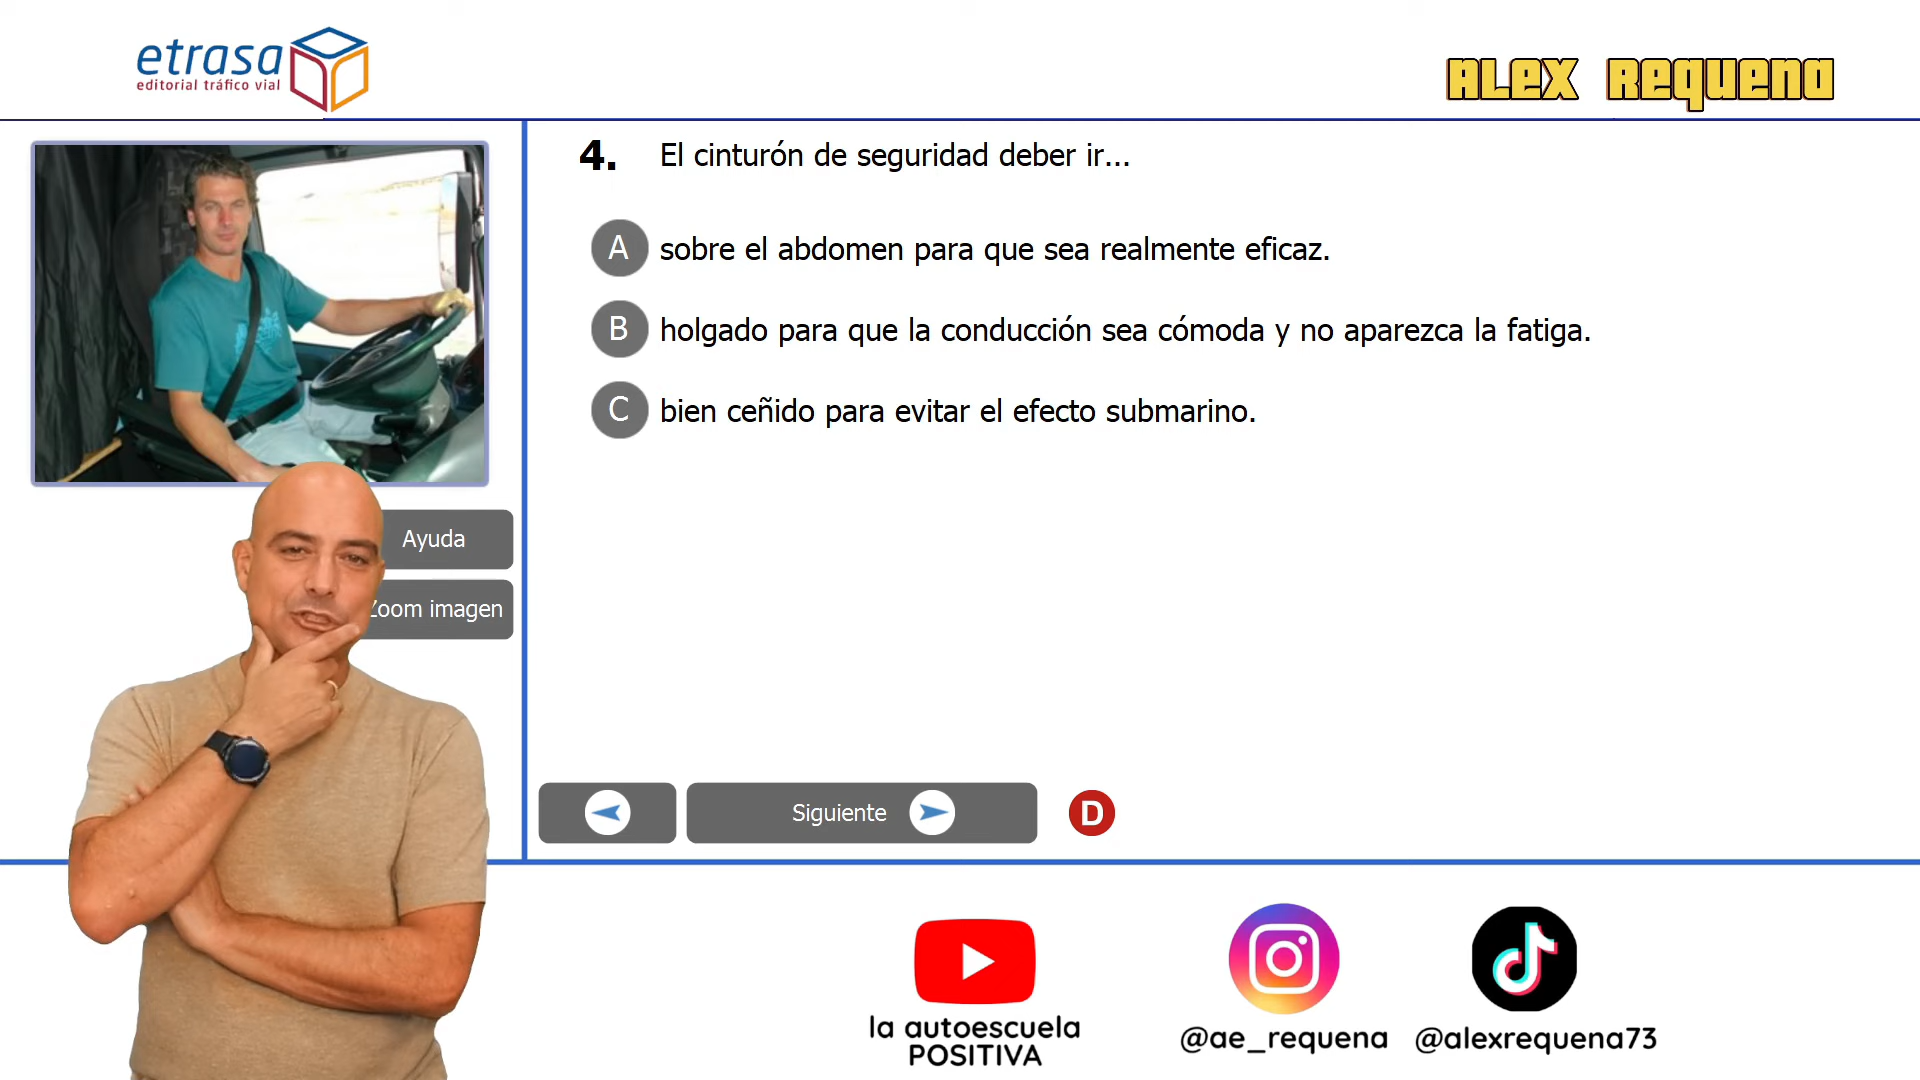 etrasa
editorial tráfico vial
ALEX REQUENA
4. El cinturón de seguridad deber ir...
A sobre el abdomen para que sea realmente eficaz.
B holgado para que la conducción sea cómoda y no aparezca la fatiga.
C bien ceñido para evitar el efecto submarino.
Ayuda
Zoom imagen
Siguiente
D
la autoescuela
POSITIVA
@ae_requena
@alexrequena73